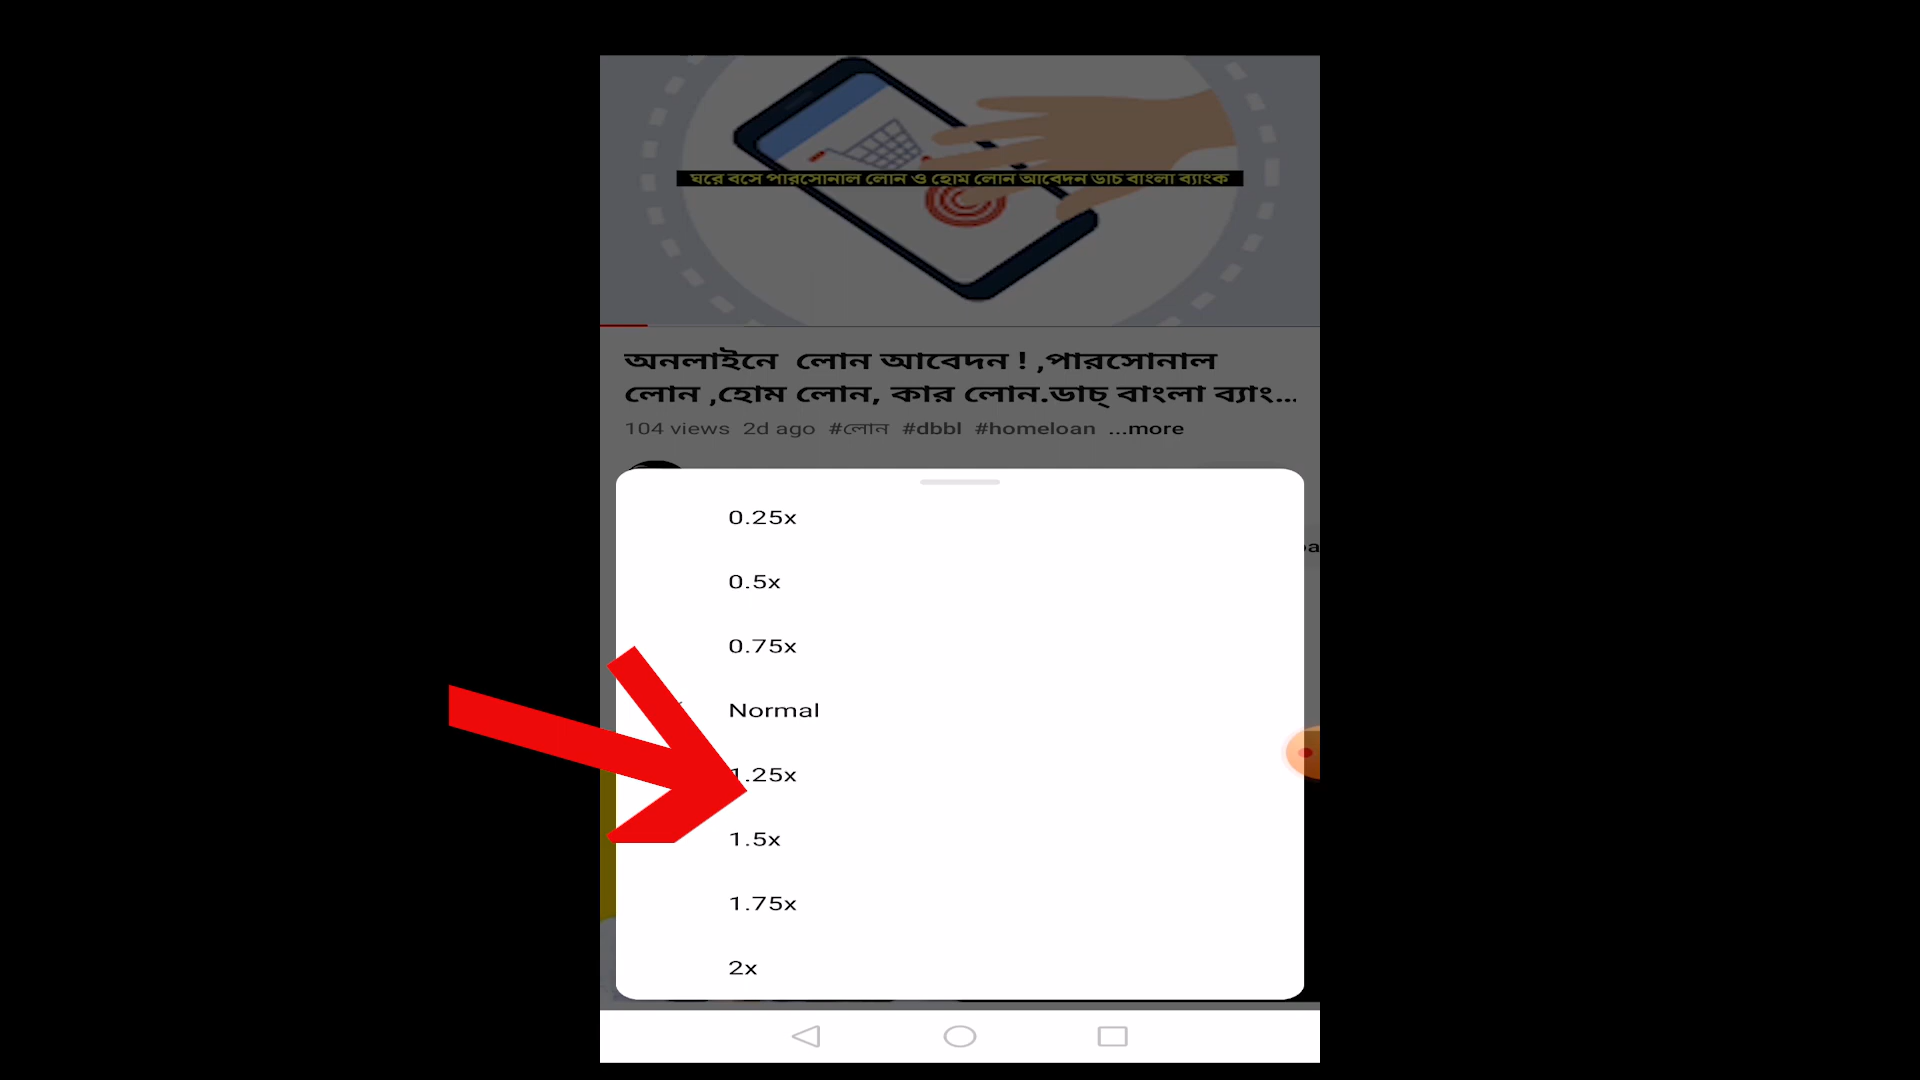 ঘরে বসে পারসোনাল লোন ও হোম লোন আবেদন ডাচ বাংলা ব্যাংক
অনলাইনে লোন আবেদন ! ,পারসোনাল
লোন ,হোম লোন, কার লোন.ডাচ্ বাংলা ব্যাং...
104 views 2d ago #লোন #dbbl #homeloan ...more
0.25x
0.5x
0.75x
Normal
1.25x
1.5x
1.75x
2x